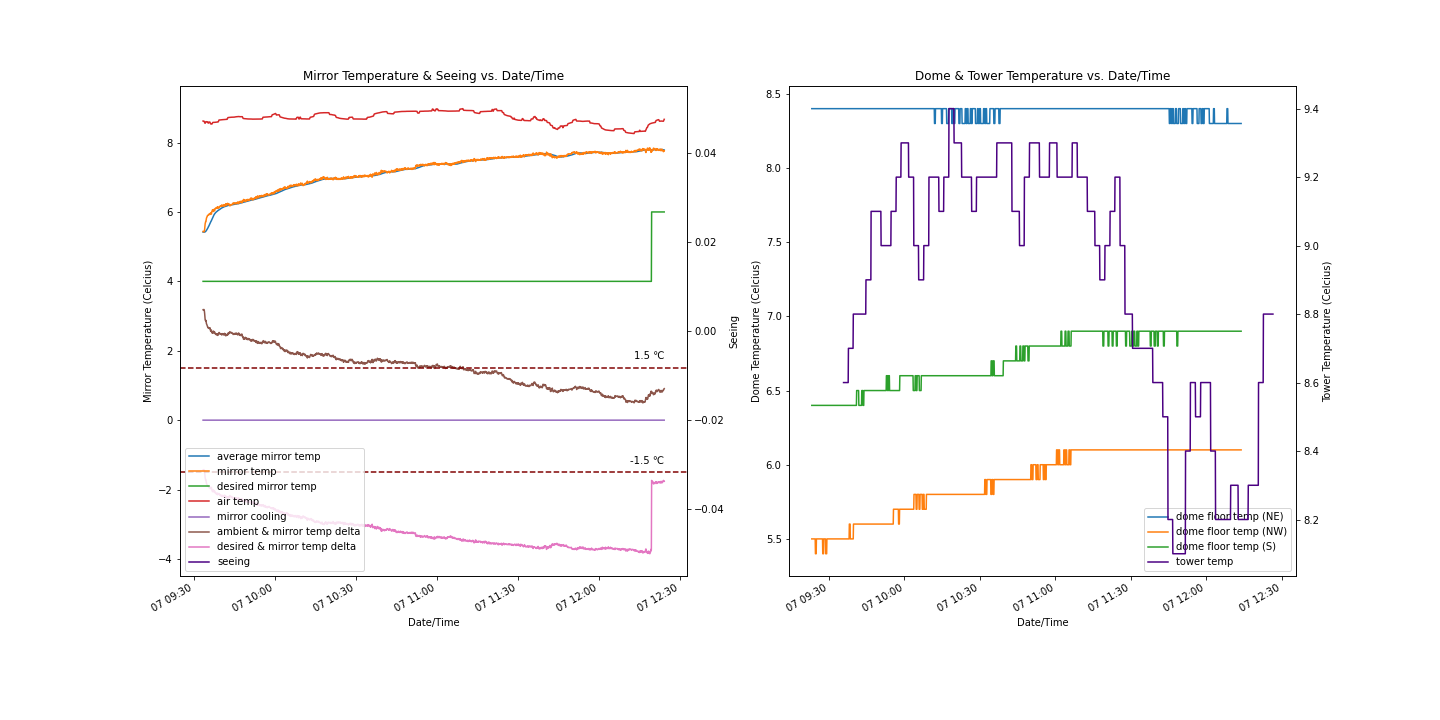 Mirror Temperature & Seeing vs. Date/Time
Mirror Temperature (Celcius)
8
6
4
2
0
−2
−4
0.04
0.02
0.00
−0.02
−0.04
Seeing
1.5 °C
-1.5 °C
average mirror temp
mirror temp
desired mirror temp
air temp
mirror cooling
ambient & mirror temp delta
desired & mirror temp delta
seeing
07 09:30
07 10:00
07 10:30
07 11:00
07 11:30
07 12:00
07 12:30
Date/Time
Dome & Tower Temperature vs. Date/Time
Dome Temperature (Celcius)
8.5
8.0
7.5
7.0
6.5
6.0
5.5
9.4
9.2
9.0
8.8
8.6
8.4
8.2
Tower Temperature (Celcius)
dome floor temp (NE)
dome floor temp (NW)
dome floor temp (S)
tower temp
07 09:30
07 10:00
07 10:30
07 11:00
07 11:30
07 12:00
07 12:30
Date/Time